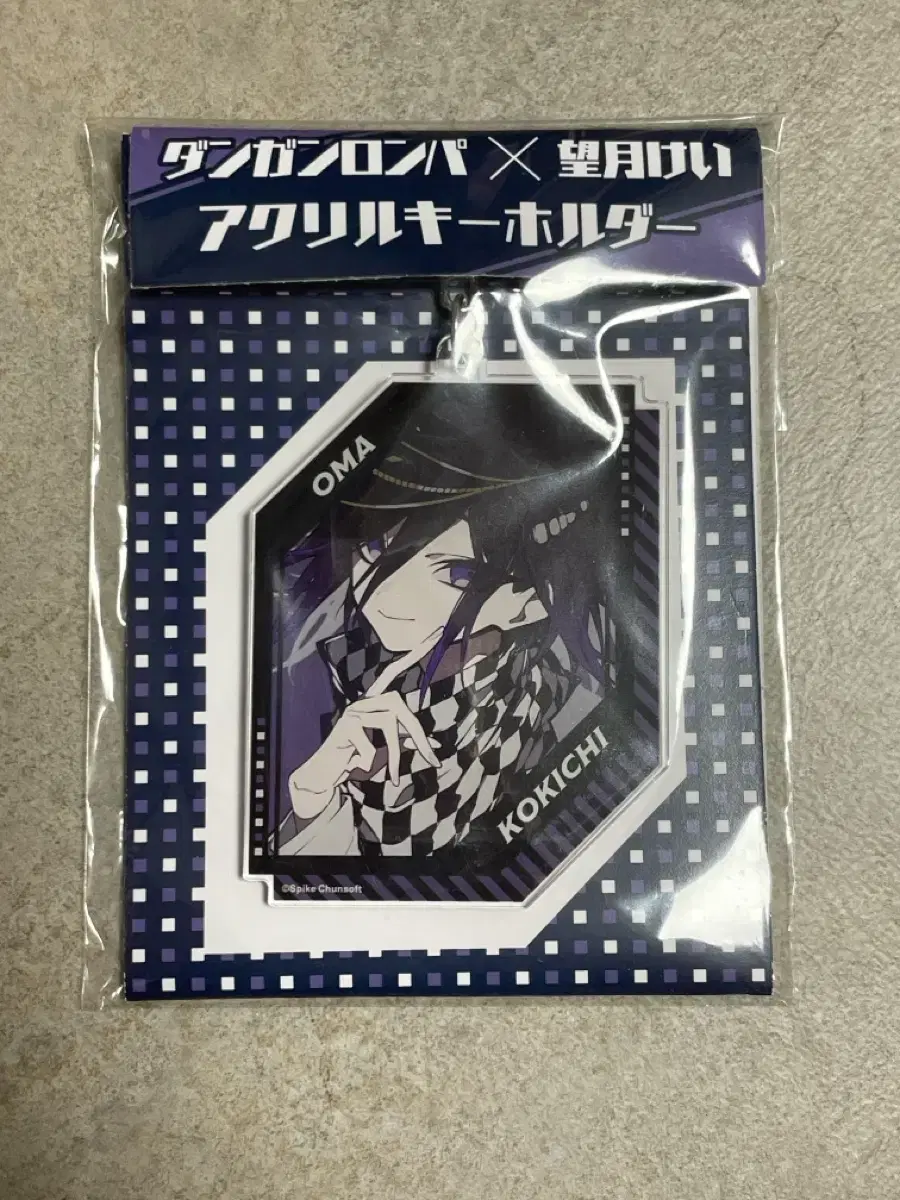 ダンガンロンパ×望月けい
アクリルキーホルダー
OMA
KOKICHI
©Spike Chunsoft